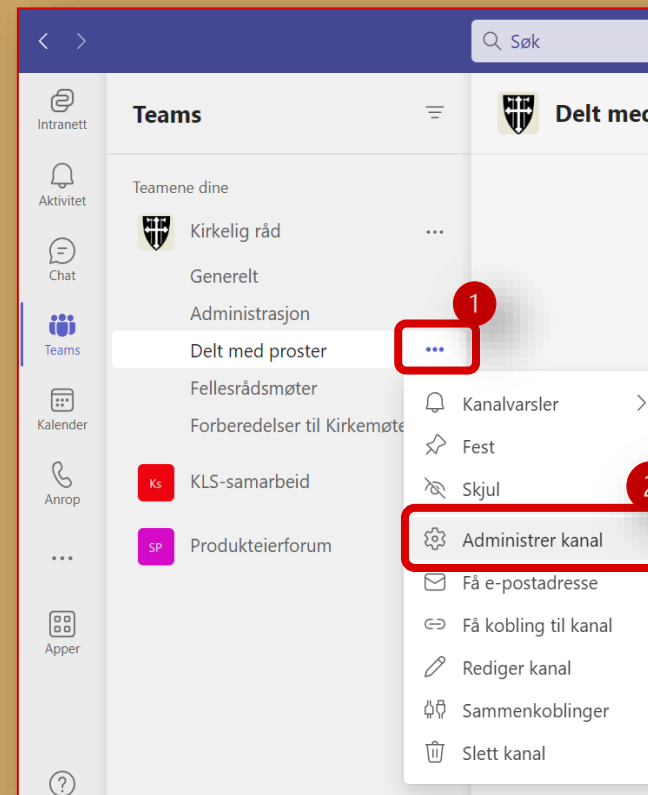 Søk
Intranett
Aktivitet
Chat
Teams
Kalender
Anrop
Apper
Teams
Teamene dine
Kirkelig råd
Generelt
Administrasjon
Delt med proster
Fellesrådsmøter
Forberedelser til Kirkemøte
Ks
KLS-samarbeid
SP
Produkteierforum
Delt med
1
Kanalvarsler
Fest
Skjul
2
Administrer kanal
Få e-postadresse
Få kobling til kanal
Rediger kanal
Sammenkoblinger
Slett kanal